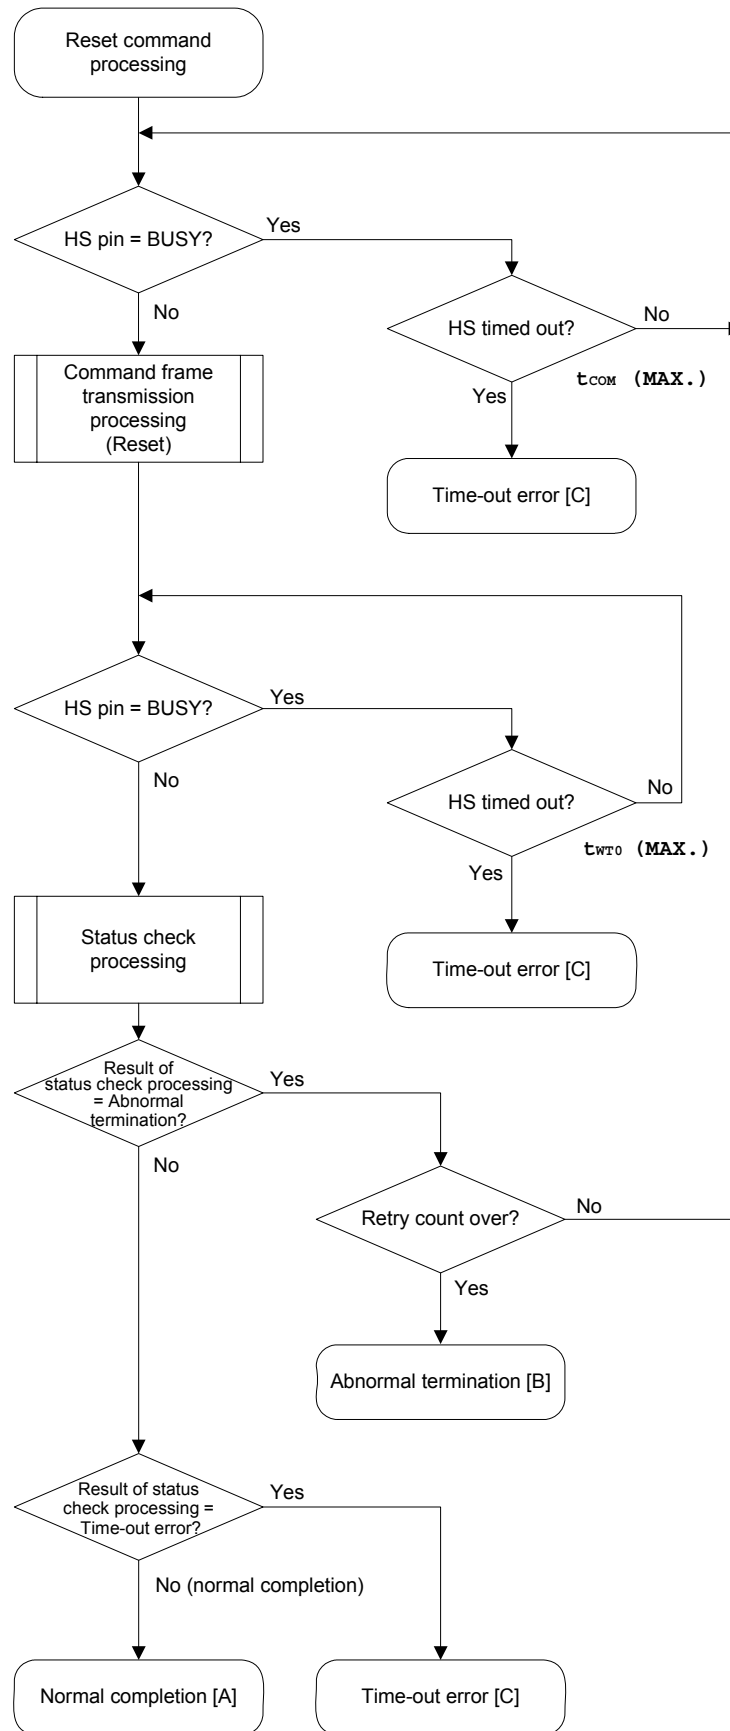 Reset command
processing
HS pin = BUSY?
Yes
No
HS timed out?
No
tCOM (MAX.)
Yes
Command frame
transmission
processing
(Reset)
Time-out error [C]
HS pin = BUSY?
Yes
No
HS timed out?
No
tWT0 (MAX.)
Yes
Status check
processing
Time-out error [C]
Result of
status check processing
= Abnormal
termination?
Yes
No
Retry count over?
No
Yes
Abnormal termination [B]
Result of status
check processing =
Time-out error?
Yes
No (normal completion)
Normal completion [A]
Time-out error [C]